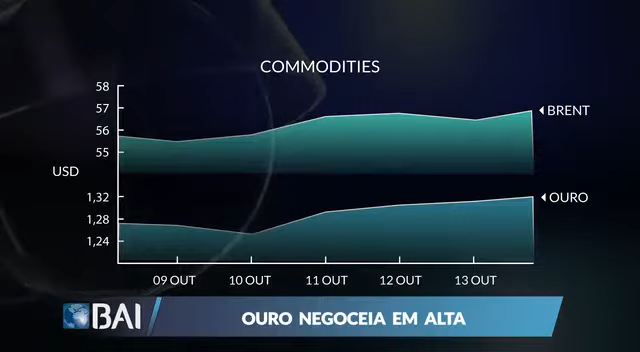 COMMODITIES
58
57
56
55
BRENT
USD
1,32
1,28
1,24
OURO
09 OUT 10 OUT 11 OUT 12 OUT 13 OUT
BAI
OURO NEGOCEIA EM ALTA